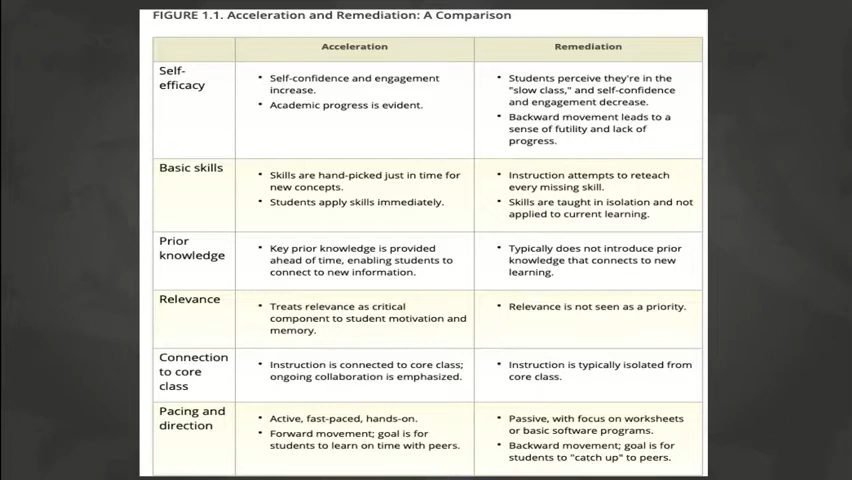 FIGURE 1.1. Acceleration and Remediation: A Comparison
Acceleration
Remediation
Self-
efficacy
• Self-confidence and engagement
increase.
• Academic progress is evident.
• Students perceive they're in the
"slow class," and self-confidence
and engagement decrease.
• Backward movement leads to a
sense of futility and lack of
progress.
Basic skills
• Skills are hand-picked just in time for
new concepts.
• Students apply skills immediately.
• Instruction attempts to reteach
every missing skill.
• Skills are taught in isolation and not
applied to current learning.
Prior
knowledge
• Key prior knowledge is provided
ahead of time, enabling students to
connect to new information.
• Typically does not introduce prior
knowledge that connects to new
learning.
Relevance
• Treats relevance as critical
component to student motivation and
memory.
• Relevance is not seen as a priority.
Connection
to core
class
• Instruction is connected to core class;
ongoing collaboration is emphasized.
• Instruction is typically isolated from
core class.
Pacing and
direction
• Active, fast-paced, hands-on.
• Forward movement; goal is for
students to learn on time with peers.
• Passive, with focus on worksheets
or basic software programs.
• Backward movement; goal is for
students to "catch up" to peers.